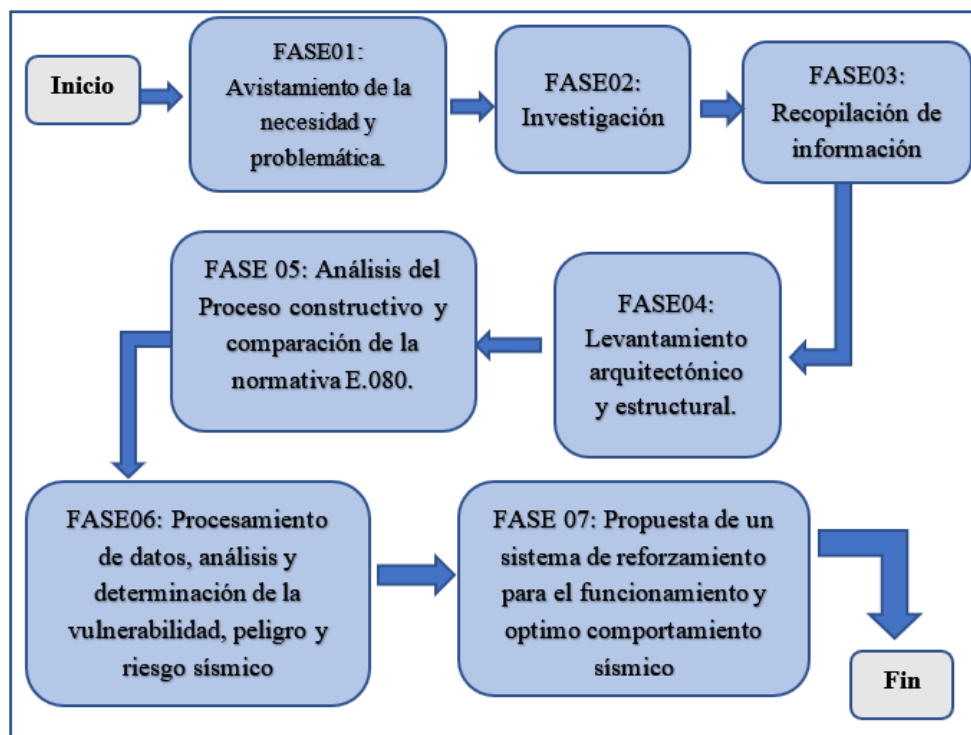 Inicio
FASE01:
Avistamiento de la
necesidad y
problemática.
FASE02:
Investigación
FASE03:
Recopilación de
información
FASE04:
Levantamiento
arquitectónico
y estructural.
FASE 05: Análisis del
Proceso constructivo y
comparación de la
normativa E.080.
FASE06: Procesamiento
de datos, análisis y
determinación de la
vulnerabilidad, peligro y
riesgo sísmico
FASE 07: Propuesta de un
sistema de reforzamiento
para el funcionamiento y
optimo comportamiento
sísmico
Fin